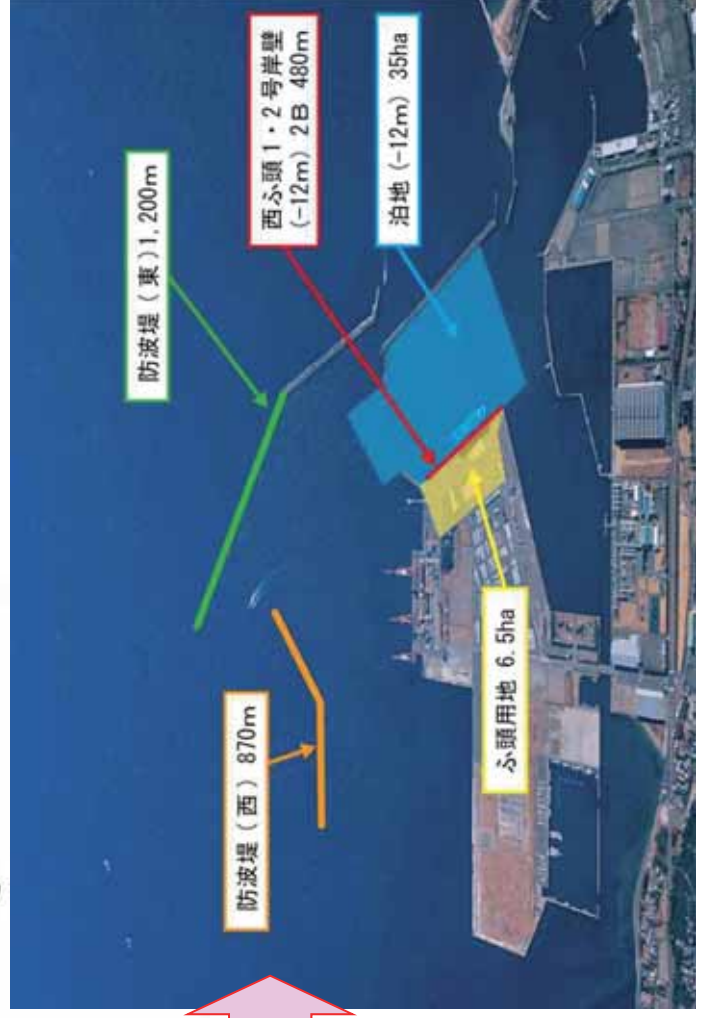 防波堤（東）1,200m
西ふ頭１・２号岸壁
(-12m) 2B 480m
泊地(-12m) 35ha
防波堤（西） 870m
ふ頭用地 6.5ha